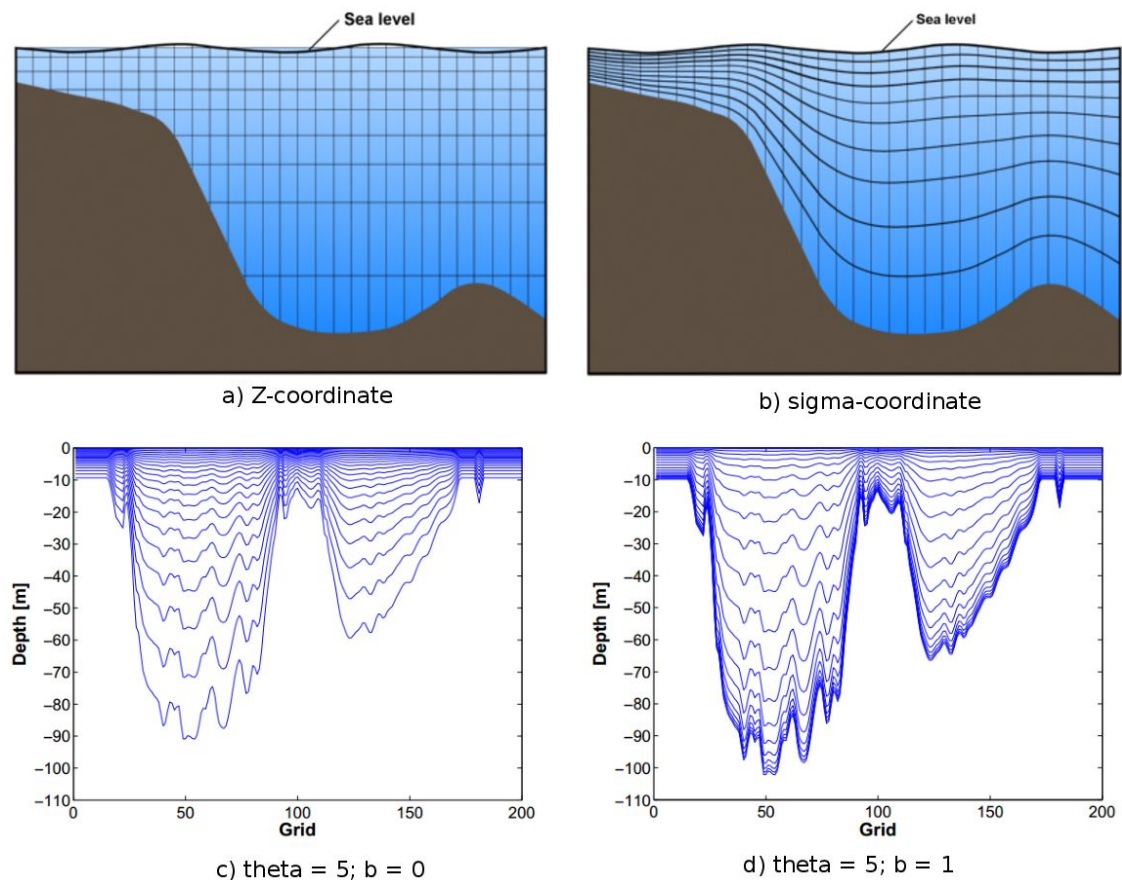 Sea level
Sea level
a) Z-coordinate
b) sigma-coordinate
0
−10
−20
−30
−40
−50
−60
−70
−80
−90
−100
−110
Depth [m]
0 50 100 150 200
Grid
c) theta = 5; b = 0
0
−10
−20
−30
−40
−50
−60
−70
−80
−90
−100
−110
Depth [m]
0 50 100 150 200
Grid
d) theta = 5; b = 1